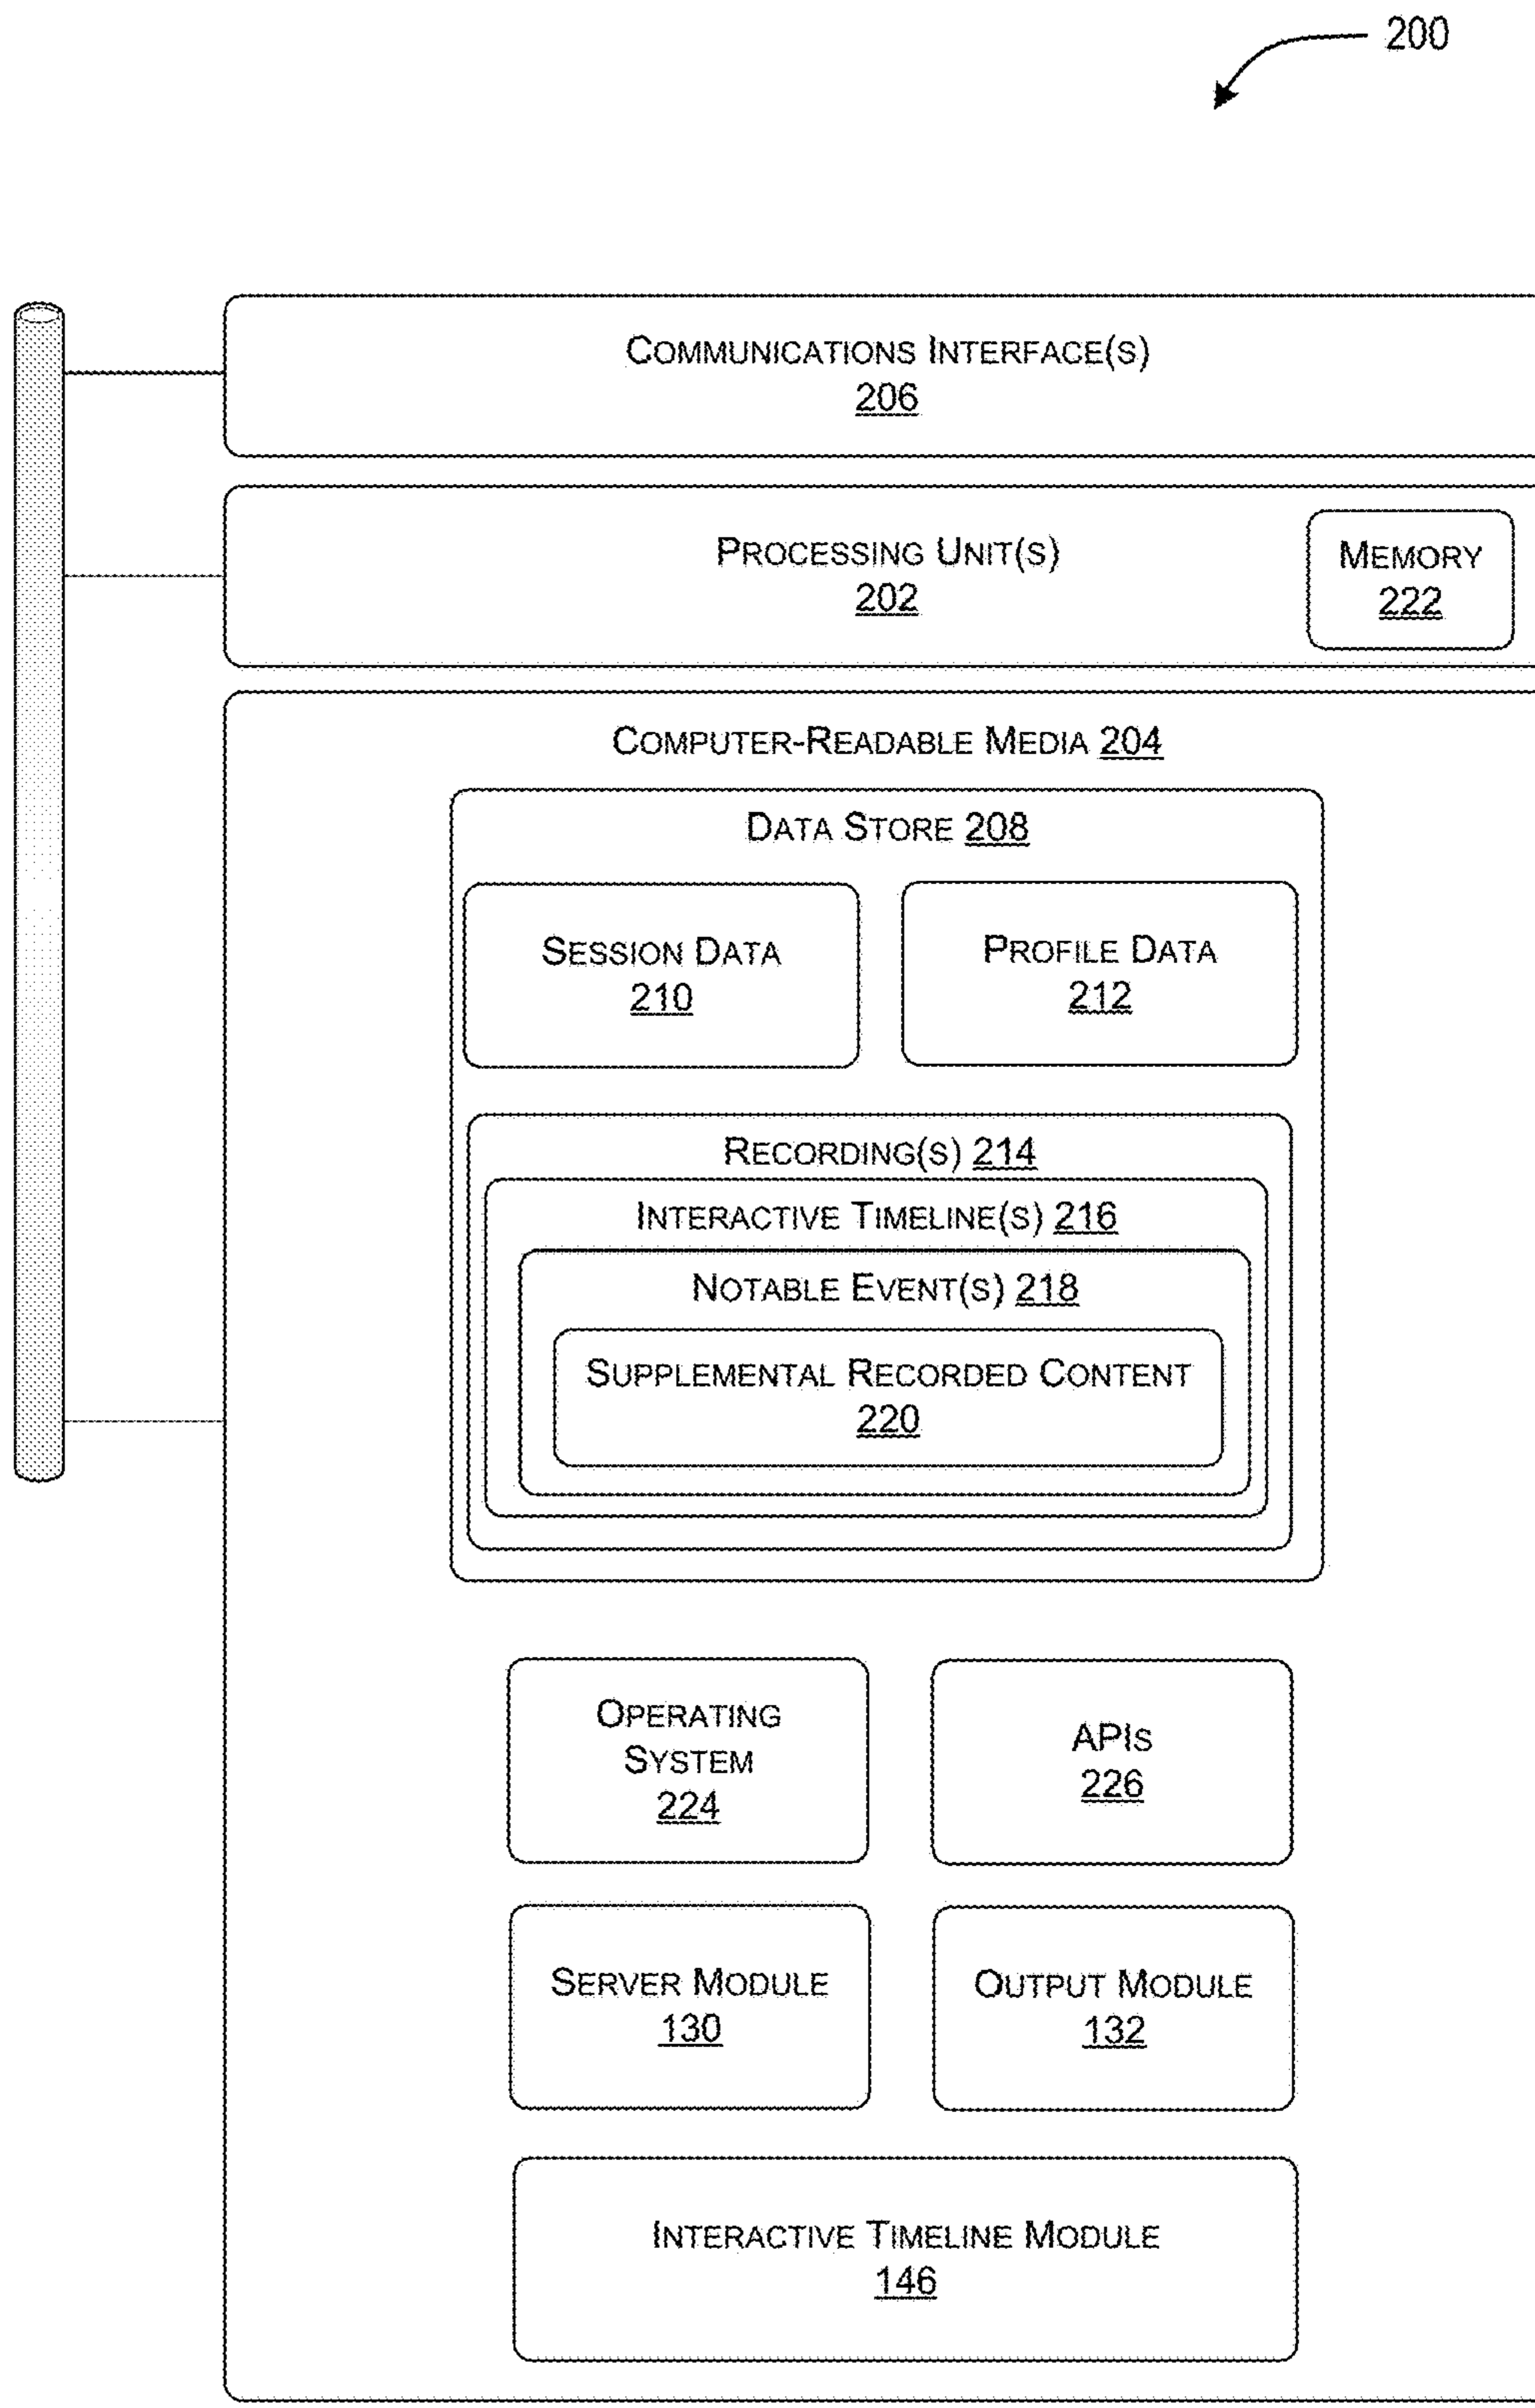 200
COMMUNICATIONS INTERFACE(S)
206
PROCESSING UNIT(S)
202
MEMORY
222
COMPUTER-READABLE MEDIA 204
DATA STORE 208
SESSION DATA
210
PROFILE DATA
212
RECORDING(S) 214
INTERACTIVE TIMELINE(S) 216
NOTABLE EVENT(S) 218
SUPPLEMENTAL RECORDED CONTENT
220
OPERATING
SYSTEM
224
APIS
226
SERVER MODULE
130
OUTPUT MODULE
132
INTERACTIVE TIMELINE MODULE
146